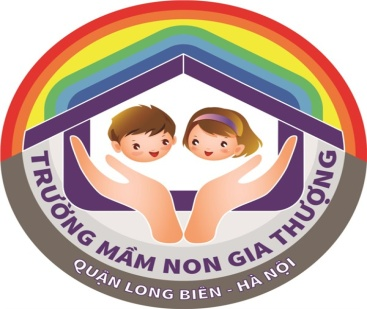 TRƯỜNG MẦM NON GIA THƯỢNG
QUẬN LONG BIÊN - HÀ NỘI